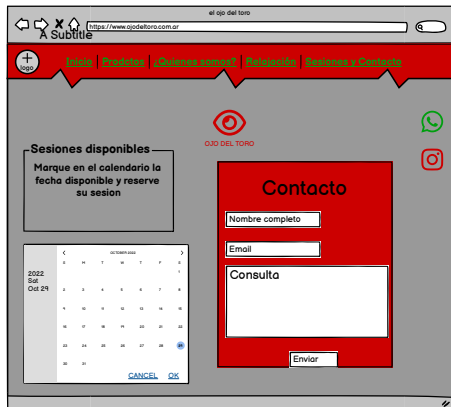 el ojo del toro
https://www.ojodeltoro.com.ar
A Subtitle
logo
Inicio Prodctos ¿Quienes somos? Relajación Sesiones y Contacto
OJO DEL TORO
Sesiones disponibles
Marque en el calendario la
fecha disponible y reserve
su sesion
Contacto
Nombre completo
Email
Consulta
Enviar
OCTOBER 2022
2022
Sat
Oct 29
S M T W T F S
1
2 3 4 5 6 7 8
9 10 11 12 13 14 15
16 17 18 19 20 21 22
23 24 25 26 27 28 29
30 31
CANCEL OK